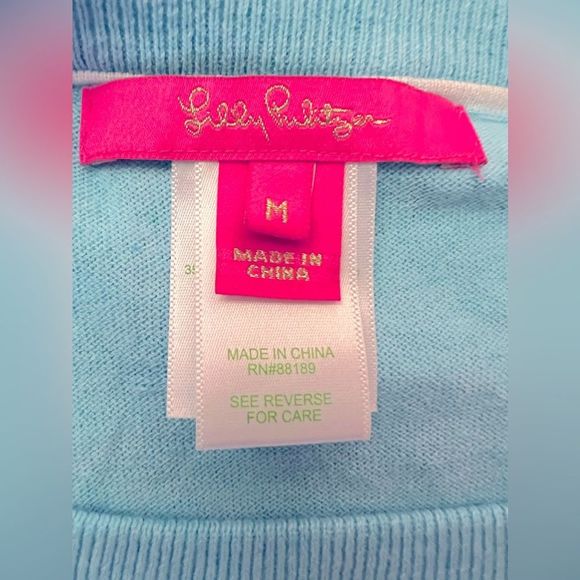 Lilly Pulitzer
M
MADE IN
CHINA
MADE IN CHINA
RN#88189
SEE REVERSE
FOR CARE